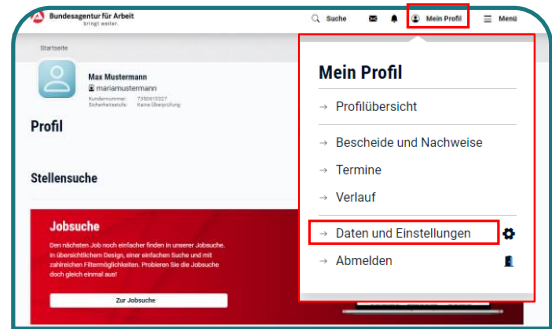 Bundesagentur für Arbeit
bringt weiter.
Suche
Mein Profil
Menü
Startseite
Max Mustermann
mariamustermann
Kundennummer: 735D610327
Sicherheitsstufe: Keine Überprüfung
Profil
Stellensuche
Jobsuche
Den nächsten Job noch einfacher finden in unserer Jobsuche.
In übersichtlichem Design, einer einfachen Suche und mit
zahlreichen Filtermöglichkeiten. Probieren Sie die Jobsuche
doch gleich einmal aus!
Zur Jobsuche
Mein Profil
Profilübersicht
Bescheide und Nachweise
Termine
Verlauf
Daten und Einstellungen
Abmelden